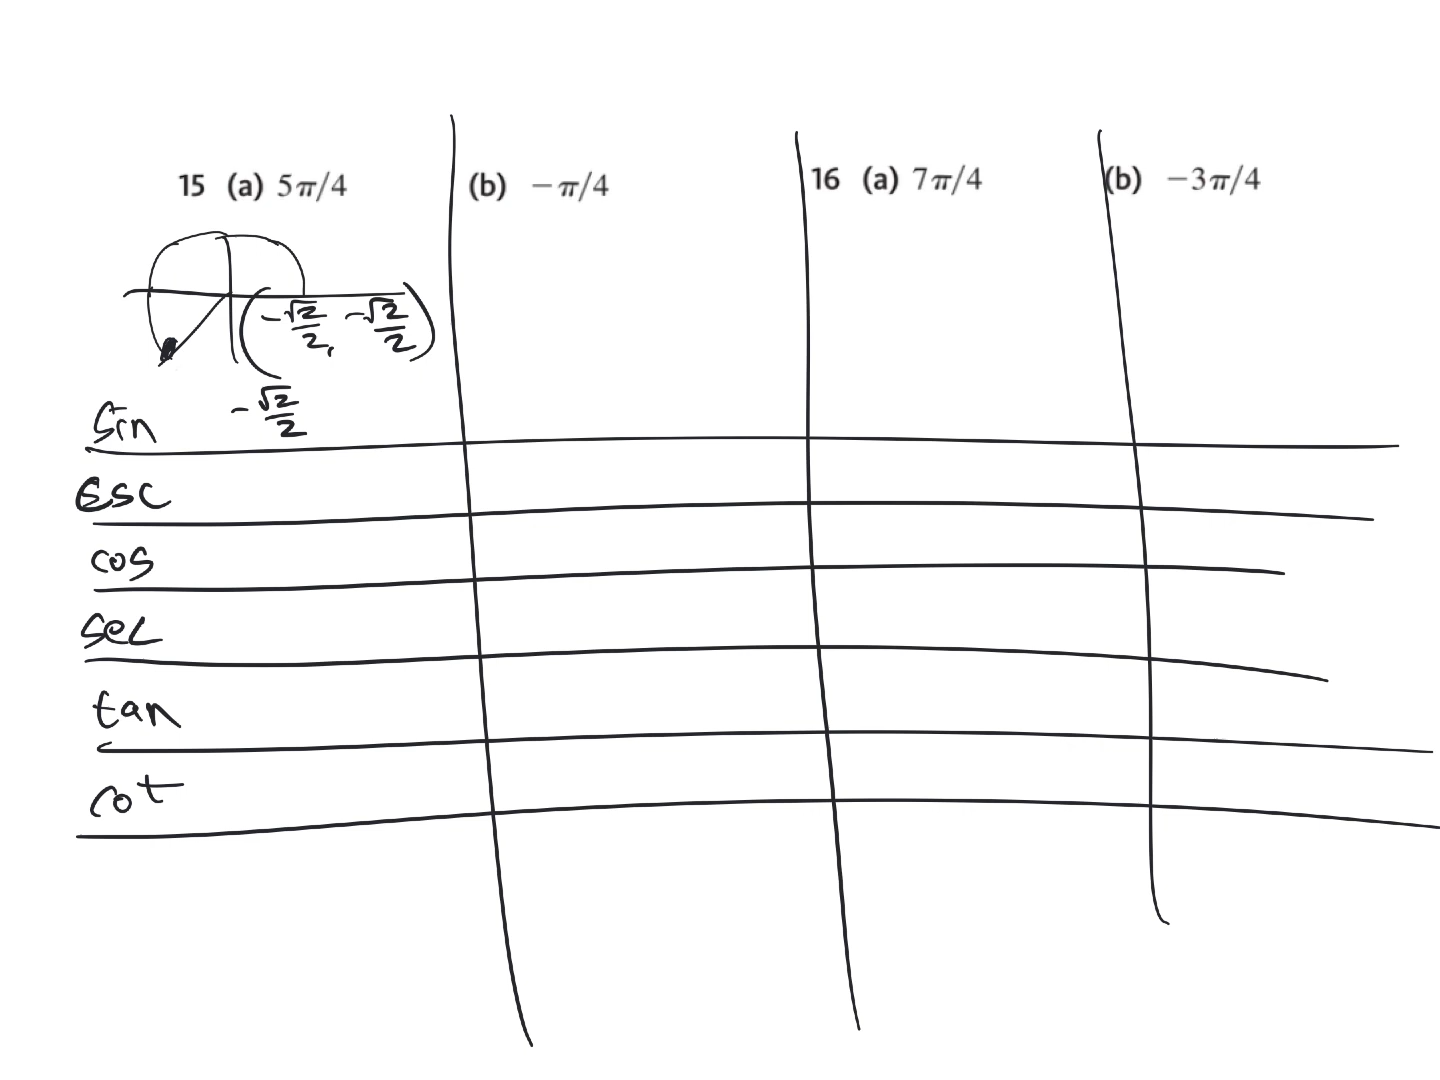 15 (a) 5π/4 (b) −π/4 16 (a) 7π/4 (b) −3π/4
(-√2/2, -√2/2)
Sin -√2/2
csc
cos
sec
tan
cot